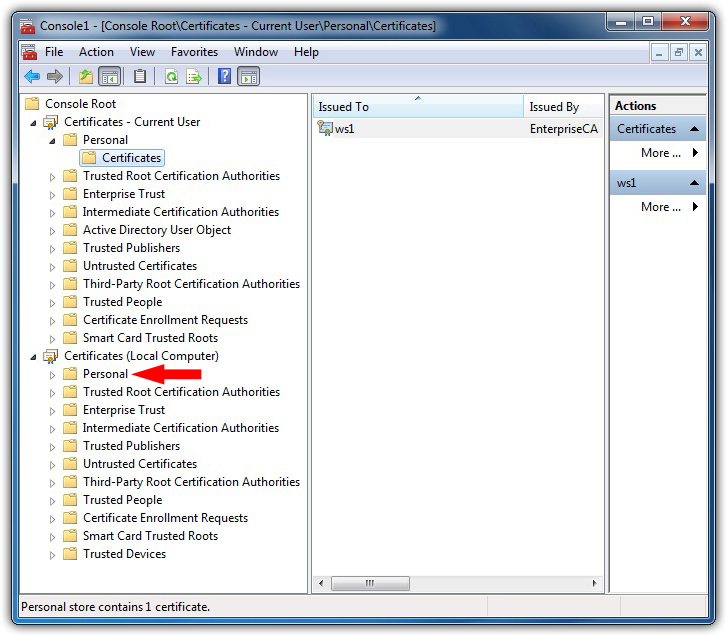 Console1 - [Console Root\Certificates - Current User\Personal\Certificates]
File Action View Favorites Window Help
Console Root
Certificates - Current User
Personal
Certificates
Trusted Root Certification Authorities
Enterprise Trust
Intermediate Certification Authorities
Active Directory User Object
Trusted Publishers
Untrusted Certificates
Third-Party Root Certification Authorities
Trusted People
Certificate Enrollment Requests
Smart Card Trusted Roots
Certificates (Local Computer)
Personal
Trusted Root Certification Authorities
Enterprise Trust
Intermediate Certification Authorities
Trusted Publishers
Untrusted Certificates
Third-Party Root Certification Authorities
Trusted People
Certificate Enrollment Requests
Smart Card Trusted Roots
Trusted Devices
Issued To Issued By
ws1 EnterpriseCA
Actions
Certificates
More ...
ws1
More ...
Personal store contains 1 certificate.